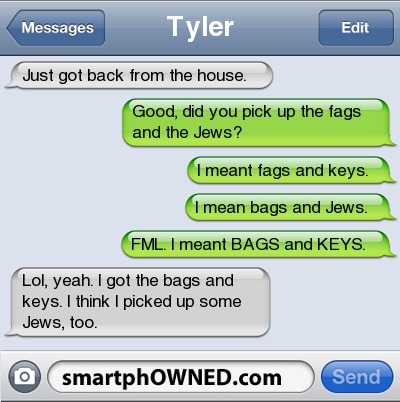 Messages
Tyler
Edit
Just got back from the house.
Good, did you pick up the fags
and the Jews?
I meant fags and keys.
I mean bags and Jews.
FML. I meant BAGS and KEYS.
Lol, yeah. I got the bags and
keys. I think I picked up some
Jews, too.
smartphOWNED.com
Send